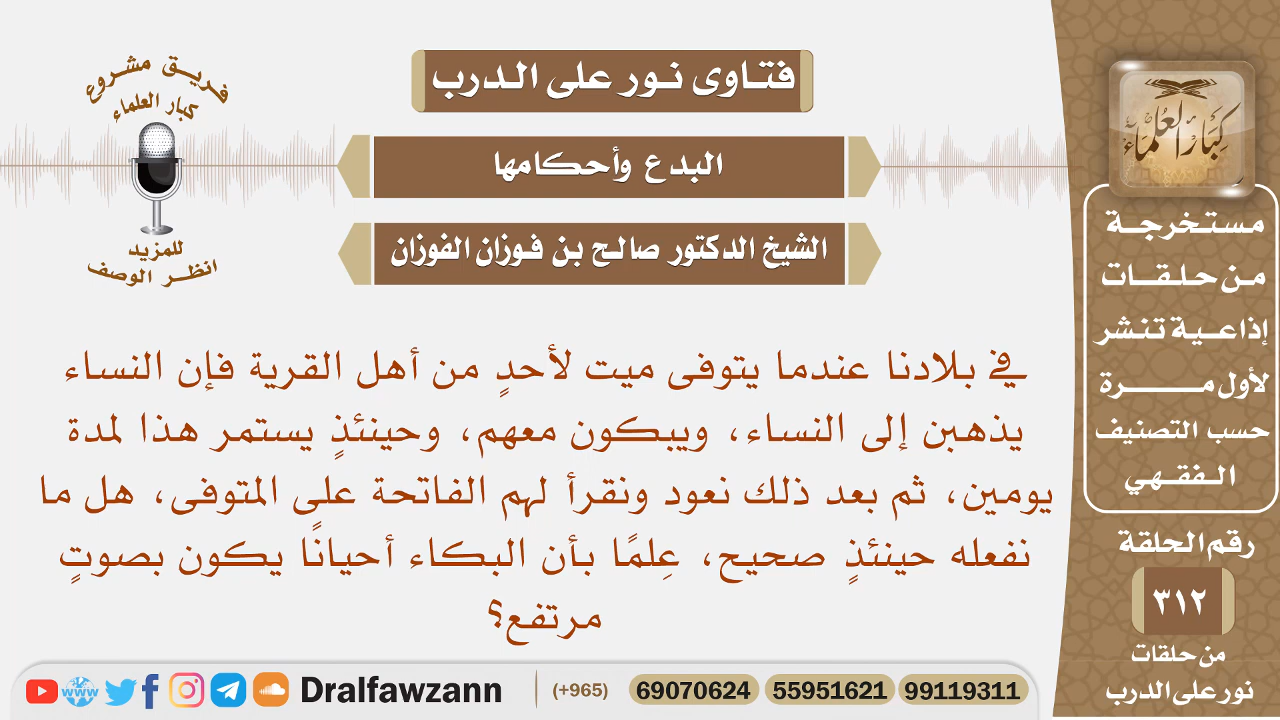 فتاوى نور على الدرب
البدع وأحكامها
الشيخ الدكتور صالح بن فوزان الفوزان
فريق مشروع
كبار العلماء
للمزيد
انظر الوصف
في بلادنا عندما يتوفى ميت لأحدٍ من أهل القرية فإن النساء
يذهبن إلى النساء، ويبكون معهم، وحينئذٍ يستمر هذا لمدة
يومين، ثم بعد ذلك نعود ونقرأ لهم الفاتحة على المتوفى، هل ما
نفعله حينئذٍ صحيح، عِلمًا بأن البكاء أحيانًا يكون بصوتٍ
مرتفع؟
كِبَار العُلَمَاء
مستخرجة
من حلقات
إذاعية تنشر
لأول مرة
حسب التصنيف
الفقهي
رقم الحلقة
٣١٢
من حلقات
نور على الدرب
www
Dralfawzann
(+965)
69070624
55951621
99119311